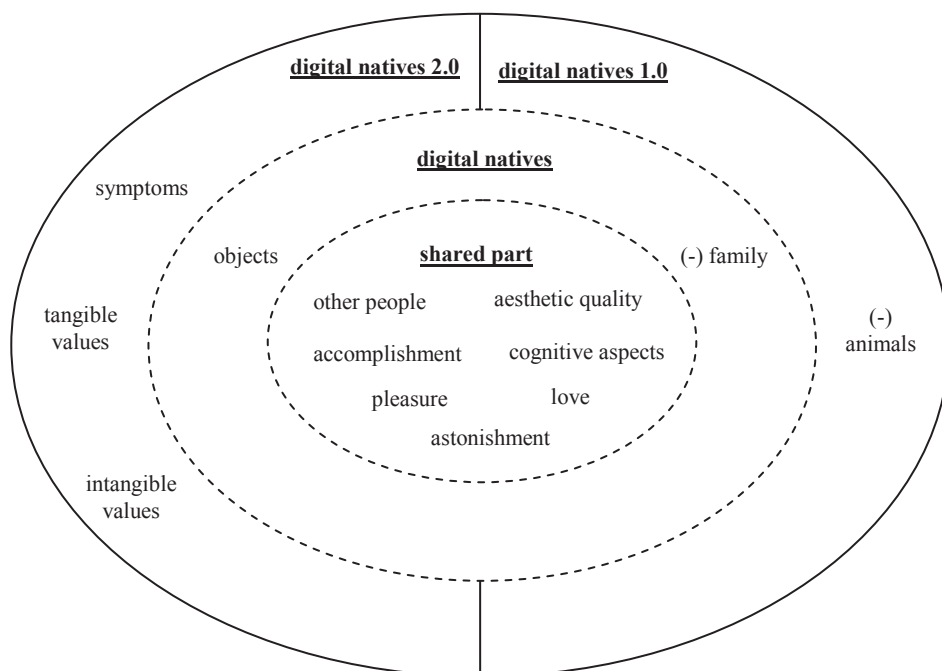 digital natives 2.0
digital natives 1.0
digital natives
symptoms
objects
shared part
(-) family
other people
aesthetic quality
tangible
values
(-)
animals
accomplishment
cognitive aspects
pleasure
love
astonishment
intangible
values